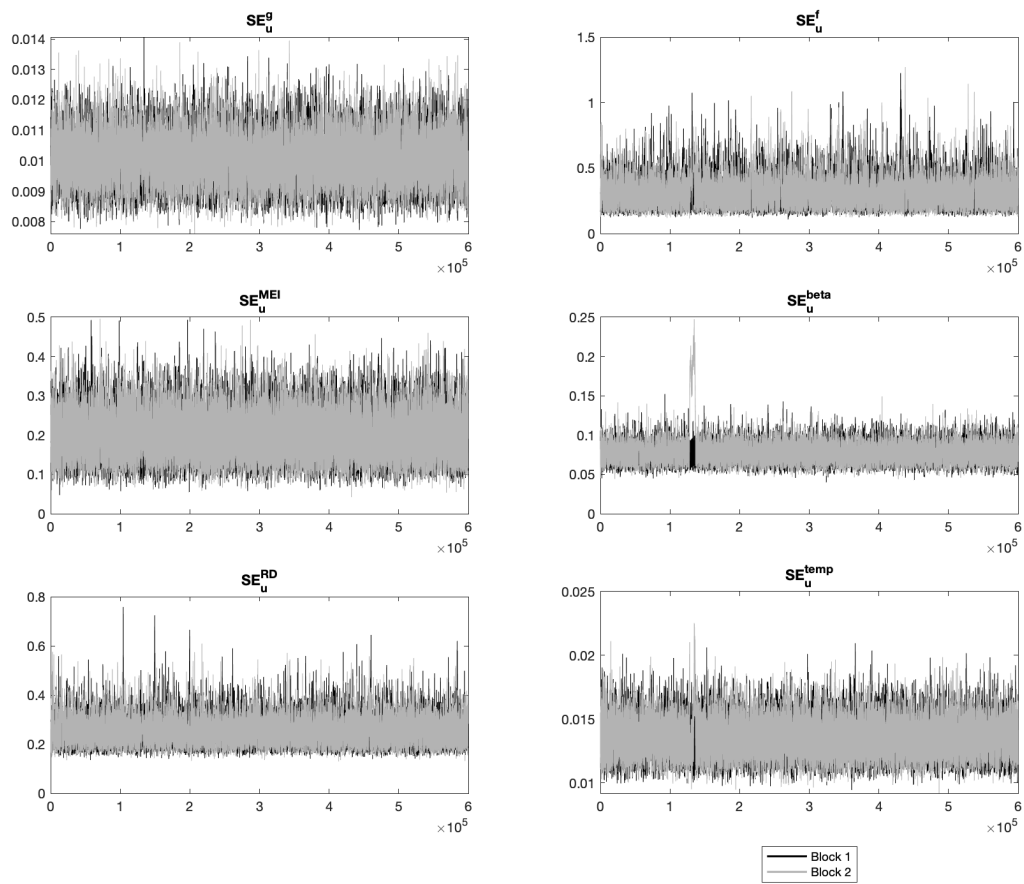 SE_u^g
0.014
0.013
0.012
0.011
0.01
0.009
0.008
0 1 2 3 4 5 6
×10^5
SE_u^f
1.5
1
0.5
0
0 1 2 3 4 5 6
×10^5
SE_u^MEI
0.5
0.4
0.3
0.2
0.1
0
0 1 2 3 4 5 6
×10^5
SE_u^beta
0.25
0.2
0.15
0.1
0.05
0
0 1 2 3 4 5 6
×10^5
SE_u^RD
0.8
0.6
0.4
0.2
0
0 1 2 3 4 5 6
×10^5
SE_u^temp
0.025
0.02
0.015
0.01
0 1 2 3 4 5 6
×10^5
Block 1
Block 2